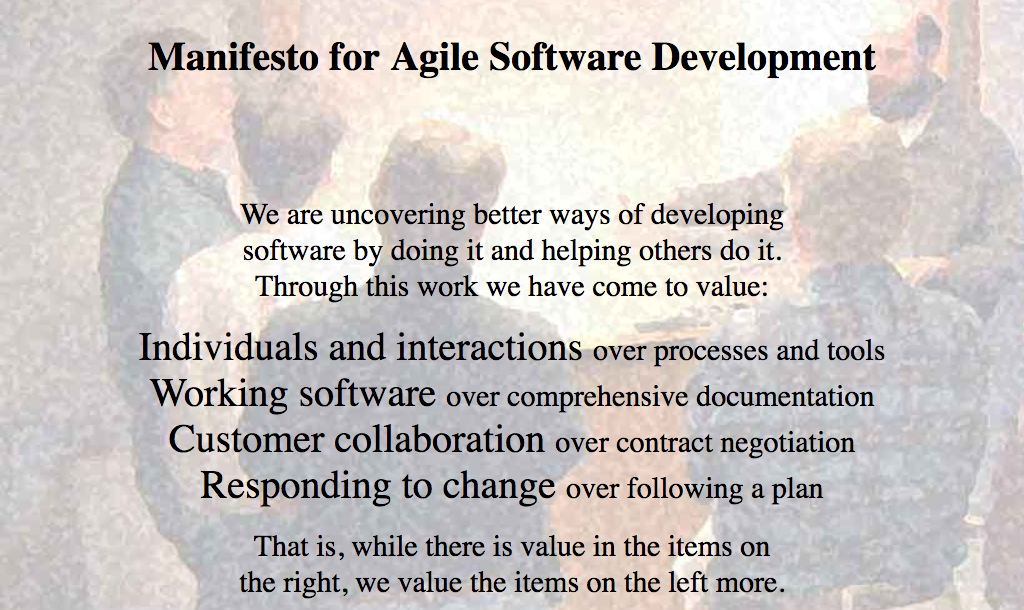 Manifesto for Agile Software Development
We are uncovering better ways of developing
software by doing it and helping others do it.
Through this work we have come to value:
Individuals and interactions over processes and tools
Working software over comprehensive documentation
Customer collaboration over contract negotiation
Responding to change over following a plan
That is, while there is value in the items on
the right, we value the items on the left more.